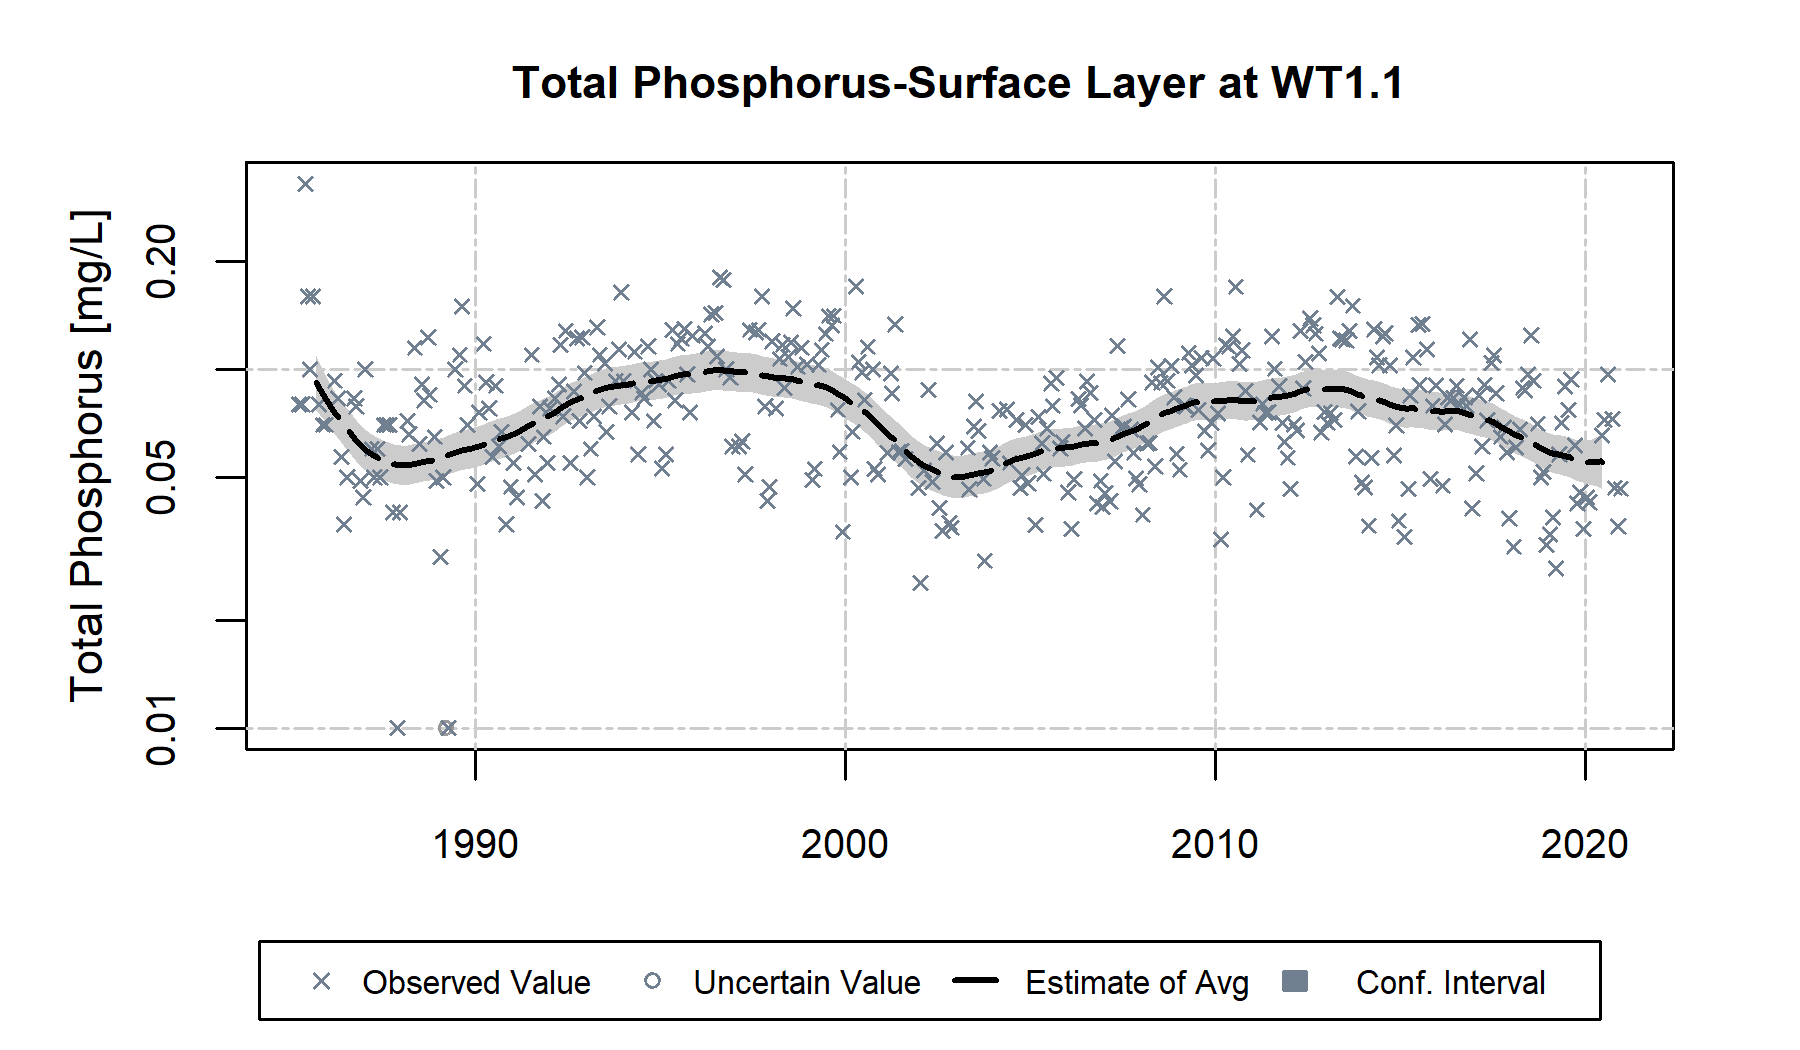 Total Phosphorus-Surface Layer at WT1.1
Total Phosphorus [mg/L]
0.20
0.05
0.01
1990 2000 2010 2020
Observed Value Uncertain Value Estimate of Avg Conf. Interval